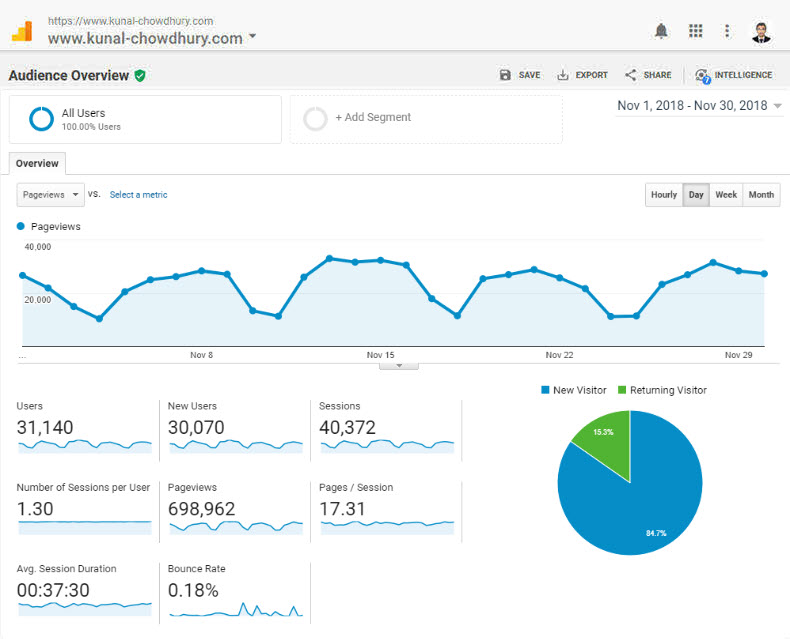 https://www.kunal-chowdhury.com
www.kunal-chowdhury.com
Audience Overview
SAVE
EXPORT
SHARE
7
INTELLIGENCE
All Users
100.00% Users
+ Add Segment
Nov 1, 2018 - Nov 30, 2018
Overview
Pageviews
VS.
Select a metric
Hourly
Day
Week
Month
Pageviews
40,000
20,000
...
Nov 8
Nov 15
Nov 22
Nov 29
New Visitor
Returning Visitor
Users
31,140
New Users
30,070
Sessions
40,372
15.3%
84.7%
Number of Sessions per User
1.30
Pageviews
698,962
Pages / Session
17.31
Avg. Session Duration
00:37:30
Bounce Rate
0.18%